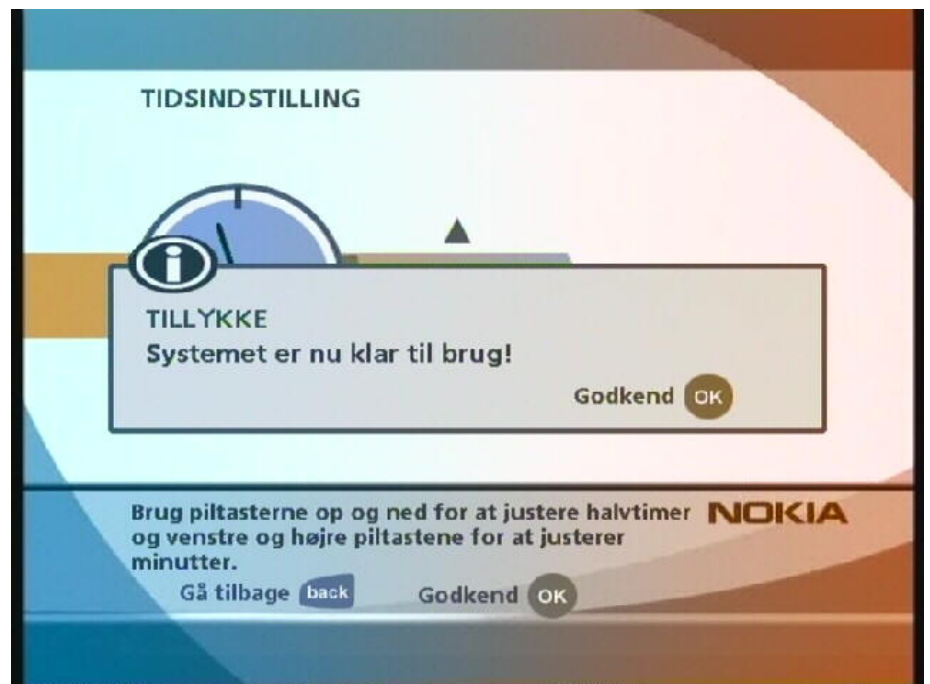 TIDSINDSTILLING
TILLYKKE
Systemet er nu klar til brug!
Godkend OK
Brug piltasterne op og ned for at justere halvtimer
og venstre og højre piltastene for at justerer
minutter.
NOKIA
Gå tilbage back Godkend OK